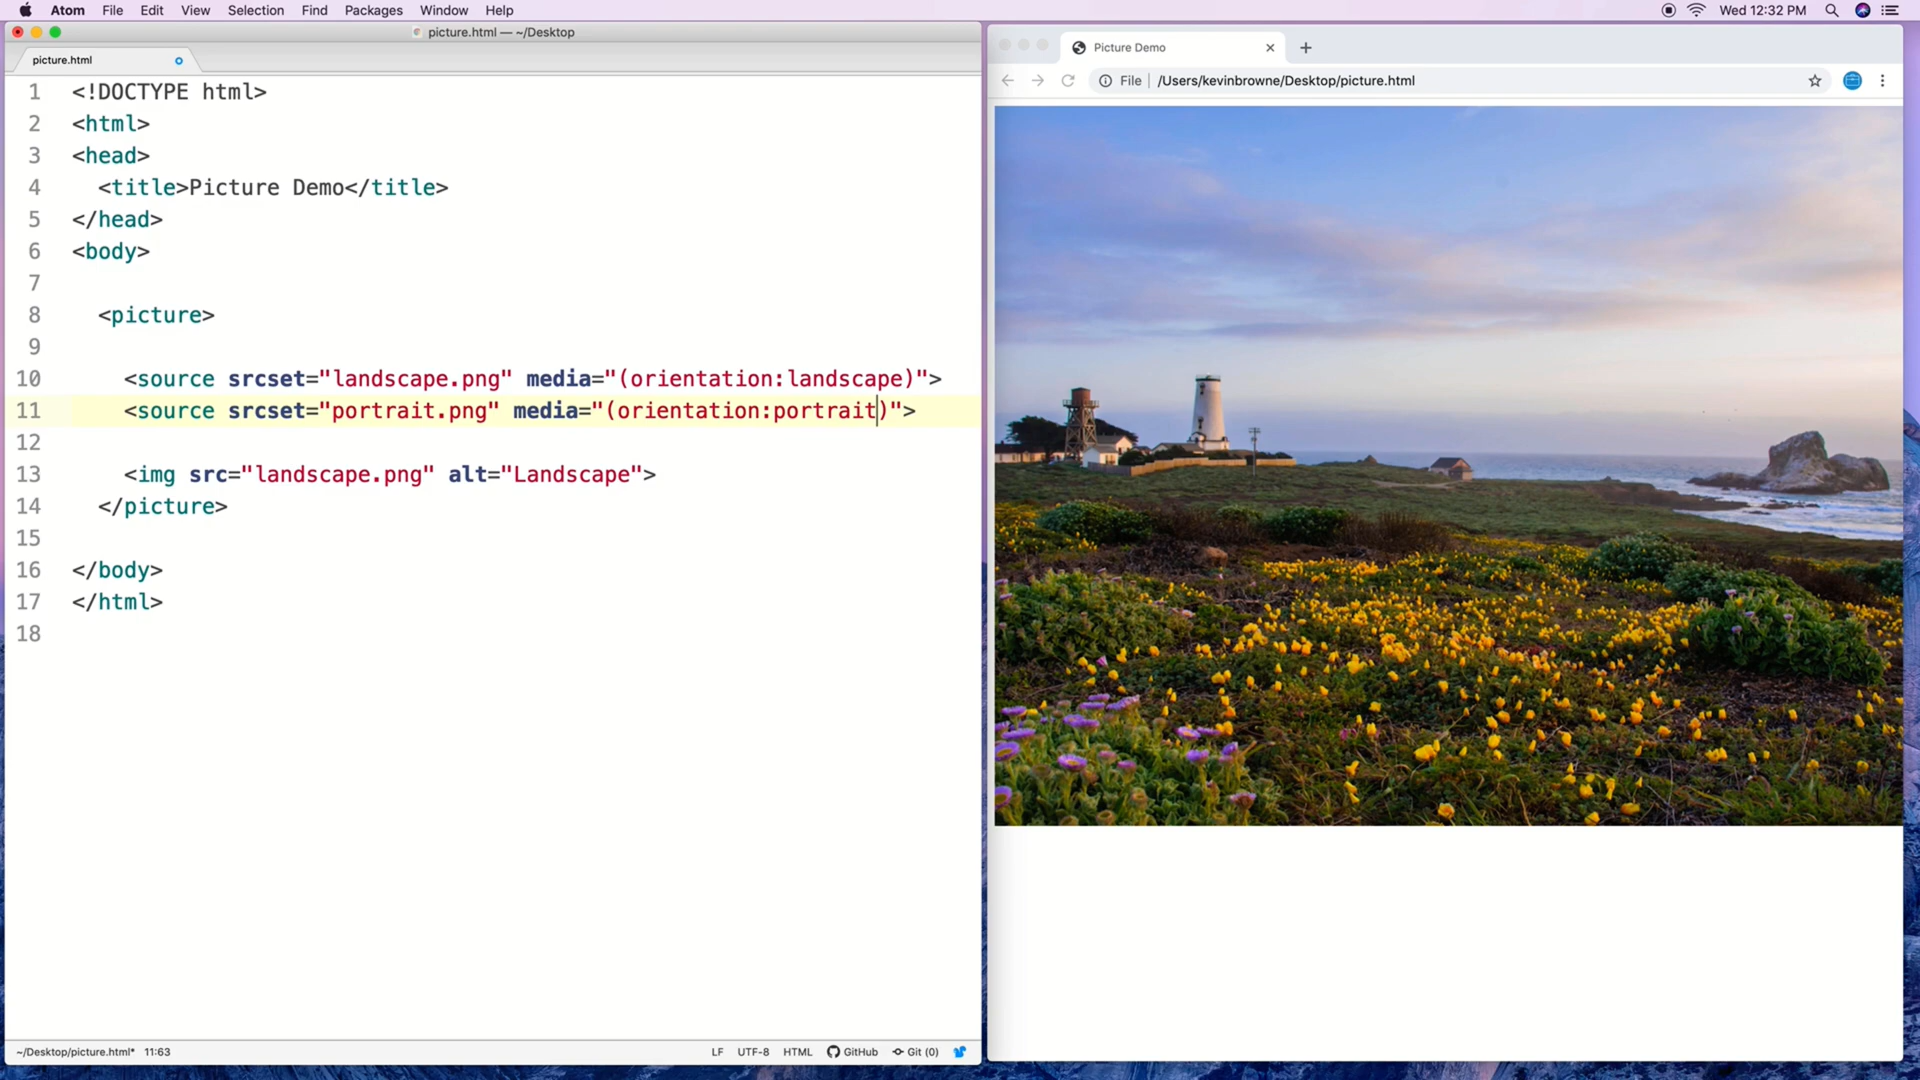 Atom File Edit View Selection Find Packages Window Help Wed 12:32 PM
picture.html — ~/Desktop
picture.html
1 <!DOCTYPE html>
2 <html>
3 <head>
4 <title>Picture Demo</title>
5 </head>
6 <body>
7
8 <picture>
9
10 <source srcset="landscape.png" media="(orientation:landscape)">
11 <source srcset="portrait.png" media="(orientation:portrait)">
12
13 <img src="landscape.png" alt="Landscape">
14 </picture>
15
16 </body>
17 </html>
18
~/Desktop/picture.html* 11:63 LF UTF-8 HTML GitHub Git (0)
Picture Demo
File /Users/kevinbrowne/Desktop/picture.html